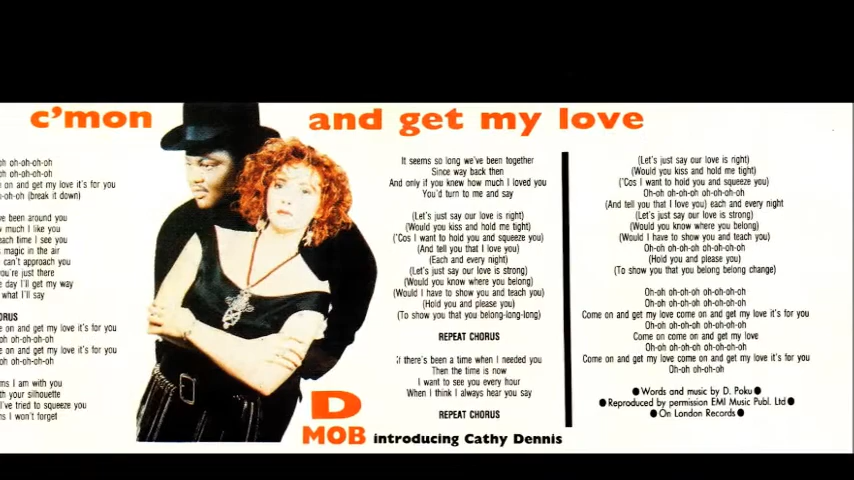 c'mon and get my love
oh-oh-oh-oh
oh-oh-oh-oh
on and get my love it's for you
oh-oh (break it down)
been around you
much I like you
each time I see you
magic in the air
can't approach you
you're just there
day I'll get my way
what I'll say
on and get my love it's for you
oh-oh-oh-oh
on and get my love it's for you
oh-oh-oh-oh
I am with you
your silhouette
I've tried to squeeze you
I won't forget
It seems so long we've been together
Since way back then
And only if you knew how much I loved you
You'd turn to me and say
(Let's just say our love is right)
(Would you kiss and hold me tight)
('Cos I want to hold you and squeeze you)
(And tell you that I love you)
(Each and every night)
(Let's just say our love is strong)
(Would you know where you belong)
(Would I have to show you and teach you)
(Hold you and please you)
(To show you that you belong-long-long)
REPEAT CHORUS
If there's been a time when I needed you
Then the time is now
I want to see you every hour
When I think I always hear you say
REPEAT CHORUS
(Let's just say our love is right)
(Would you kiss and hold me tight)
('Cos I want to hold you and squeeze you)
Oh-oh-oh-oh oh-oh-oh-oh
(And tell you that I love you) each and every night
(Let's just say our love is strong)
(Would you know where you belong)
(Would I have to show you and teach you)
Oh-oh-oh-oh oh-oh-oh-oh
(Hold you and please you)
(To show you that you belong belong change)
Oh-oh-oh-oh oh-oh-oh-oh
Oh-oh-oh-oh oh-oh-oh-oh
Come on and get my love come on and get my love it's for you
Oh-oh-oh-oh oh-oh-oh-oh
Come on come on and get my love
Oh-oh-oh-oh oh-oh-oh-oh
Come on and get my love come on and get my love it's for you
Oh-oh oh-oh-oh
●Words and music by D. Poku●
●Reproduced by permission EMI Music Publ. Ltd●
●On London Records●
D
MOB introducing Cathy Dennis